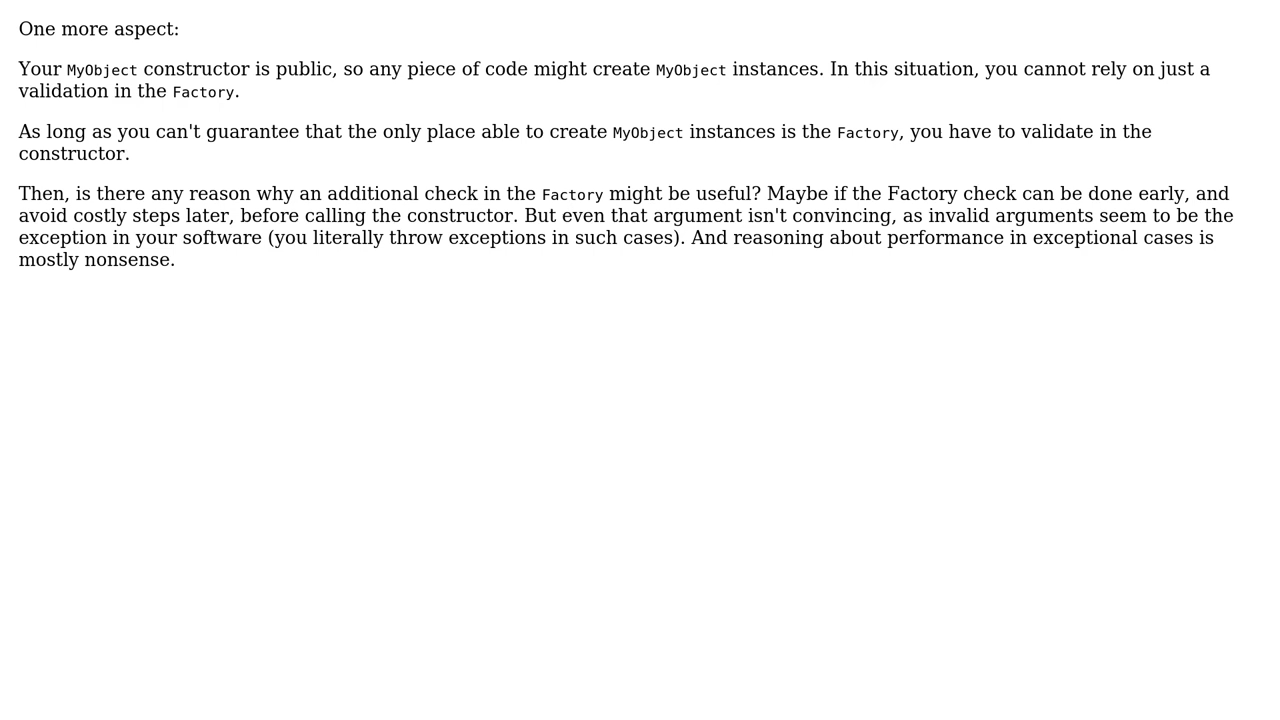 One more aspect:
Your MyObject constructor is public, so any piece of code might create MyObject instances. In this situation, you cannot rely on just a
validation in the Factory.
As long as you can't guarantee that the only place able to create MyObject instances is the Factory, you have to validate in the
constructor.
Then, is there any reason why an additional check in the Factory might be useful? Maybe if the Factory check can be done early, and
avoid costly steps later, before calling the constructor. But even that argument isn't convincing, as invalid arguments seem to be the
exception in your software (you literally throw exceptions in such cases). And reasoning about performance in exceptional cases is
mostly nonsense.